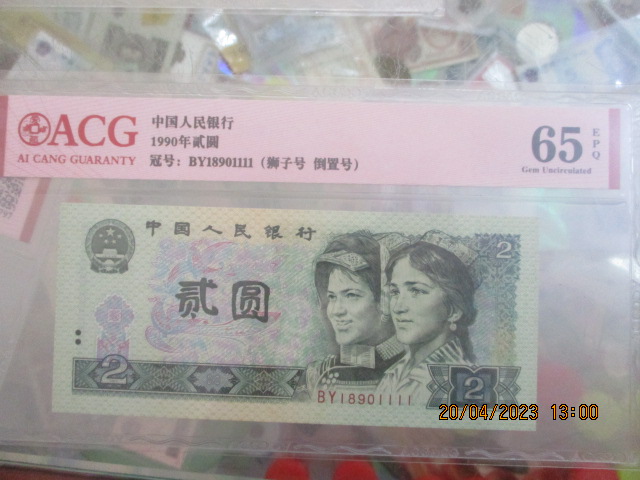 ACG
AI CANG GUARANTY
中国人民银行
1990年贰圆
冠号: BY18901111 (狮子号 倒置号)
65
EPQ
Gem Uncirculated
中国人民银行
2
贰圆
2
2
BY18901111
20/04/2023 13:00